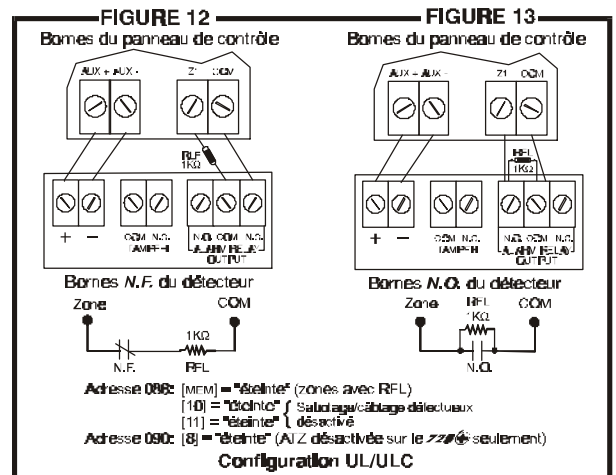 FIGURE 12
Bornes du panneau de contrôle
AUX + AUX - Z1 COM
RLF
1KΩ
+ − COM N.O. N.O. COM N.O.
TAMPER ALARM RELAY
OUTPUT
Bornes N.F. du détecteur
Zone COM
1KΩ
N.F. RFL
FIGURE 13
Bornes du panneau de contrôle
AUX + AUX - Z1 COM
RFL
1KΩ
+ − COM N.O. N.O. COM N.O.
TAMPER ALARM RELAY
OUTPUT
Bornes N.O. du détecteur
Zone RFL COM
1KΩ
N.O.
Adresse 086: [MEM] = "éteinte" (zones avec RFL)
[10] = "éteinte" { Sabotage/câblage défectueux
[11] = "éteinte" { désactivé
Adresse 090: [8] = "éteinte" (ATZ désactivée sur le 728 seulement)
Configuration UL/ULC